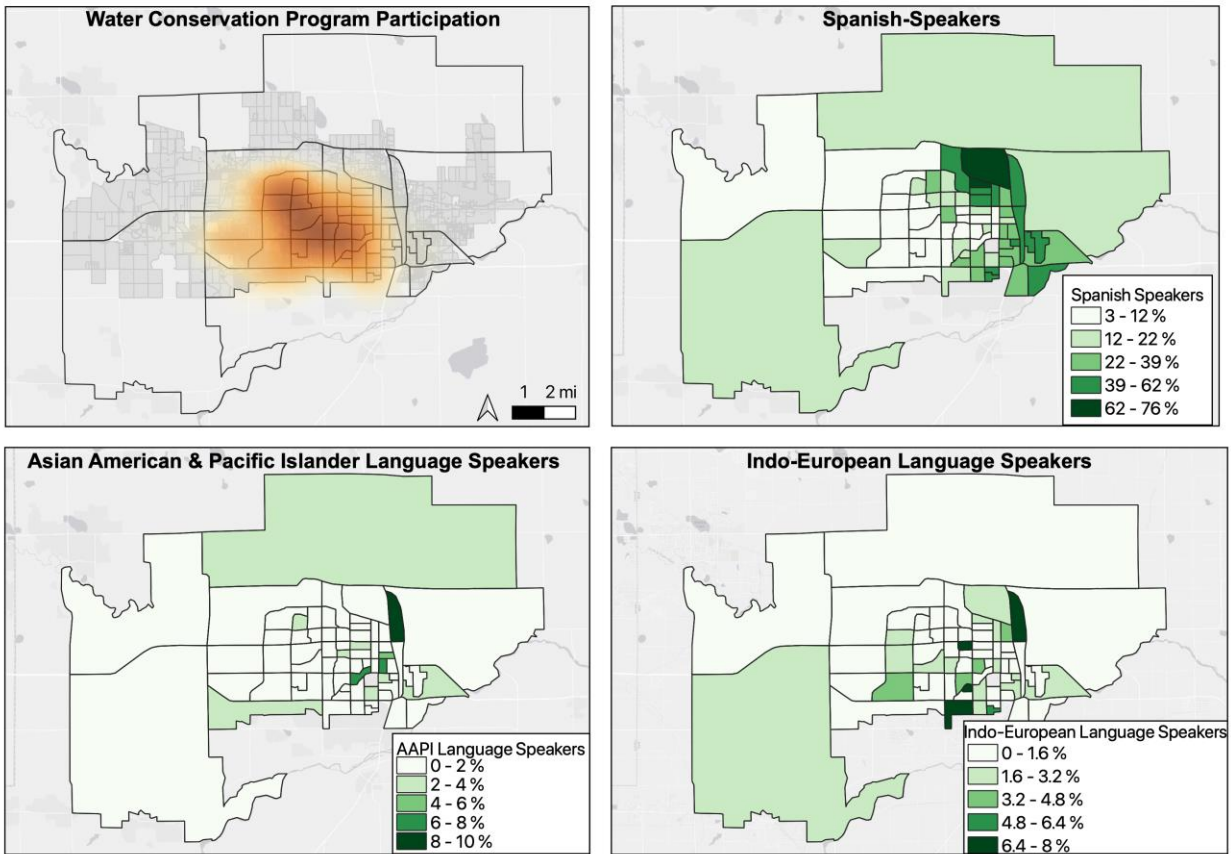 Water Conservation Program Participation
1 2 mi
Spanish-Speakers
Spanish Speakers
3 - 12 %
12 - 22 %
22 - 39 %
39 - 62 %
62 - 76 %
Asian American & Pacific Islander Language Speakers
AAPI Language Speakers
0 - 2 %
2 - 4 %
4 - 6 %
6 - 8 %
8 - 10 %
Indo-European Language Speakers
Indo-European Language Speakers
0 - 1.6 %
1.6 - 3.2 %
3.2 - 4.8 %
4.8 - 6.4 %
6.4 - 8 %